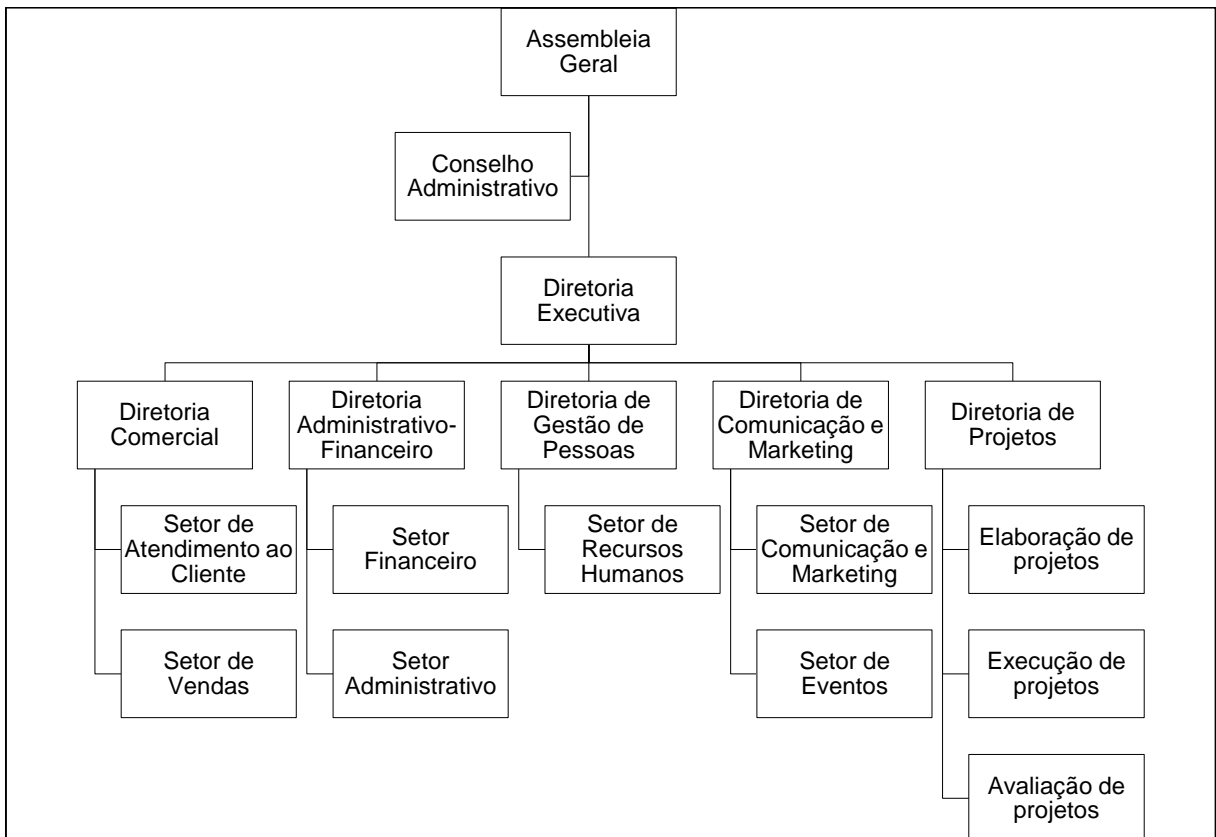 Assembleia
Geral
Conselho
Administrativo
Diretoria
Executiva
Diretoria
Comercial
Diretoria
Administrativo-
Financeiro
Diretoria de
Gestão de
Pessoas
Diretoria de
Comunicação e
Marketing
Diretoria de
Projetos
Setor de
Atendimento ao
Cliente
Setor
Financeiro
Setor de
Recursos
Humanos
Setor de
Comunicação e
Marketing
Elaboração de
projetos
Setor de
Vendas
Setor
Administrativo
Setor de
Eventos
Execução de
projetos
Avaliação de
projetos